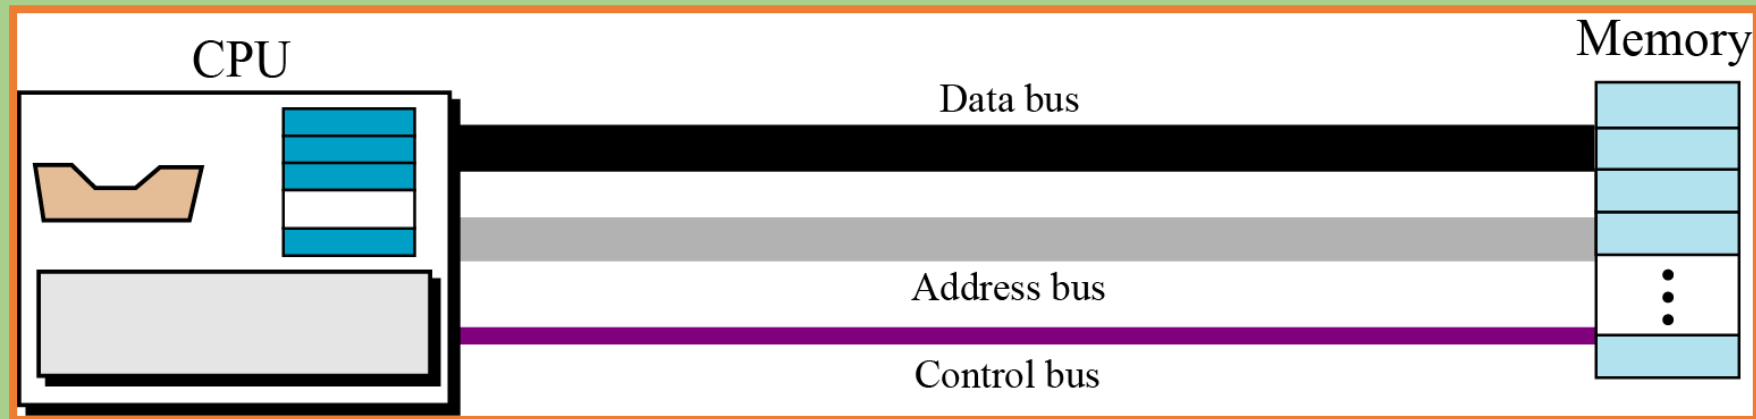 CPU
Memory
Data bus
Address bus
Control bus